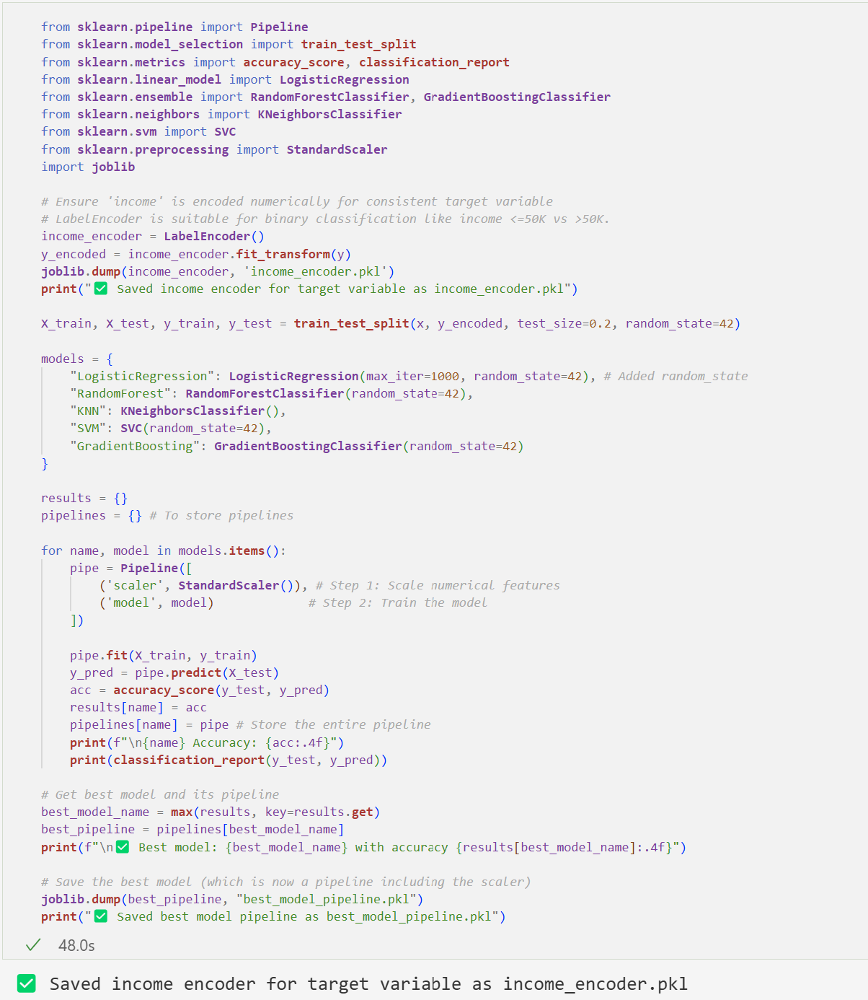 from sklearn.pipeline import Pipeline
from sklearn.model_selection import train_test_split
from sklearn.metrics import accuracy_score, classification_report
from sklearn.linear_model import LogisticRegression
from sklearn.ensemble import RandomForestClassifier, GradientBoostingClassifier
from sklearn.neighbors import KNeighborsClassifier
from sklearn.svm import SVC
from sklearn.preprocessing import StandardScaler
import joblib

# Ensure 'income' is encoded numerically for consistent target variable
# LabelEncoder is suitable for binary classification like income <=50K vs >50K.
income_encoder = LabelEncoder()
y_encoded = income_encoder.fit_transform(y)
joblib.dump(income_encoder, 'income_encoder.pkl')
print("✅ Saved income encoder for target variable as income_encoder.pkl")

X_train, X_test, y_train, y_test = train_test_split(x, y_encoded, test_size=0.2, random_state=42)

models = {
    "LogisticRegression": LogisticRegression(max_iter=1000, random_state=42), # Added random_state
    "RandomForest": RandomForestClassifier(random_state=42),
    "KNN": KNeighborsClassifier(),
    "SVM": SVC(random_state=42),
    "GradientBoosting": GradientBoostingClassifier(random_state=42)
}

results = {}
pipelines = {} # To store pipelines

for name, model in models.items():
    pipe = Pipeline([
        ('scaler', StandardScaler()), # Step 1: Scale numerical features
        ('model', model)             # Step 2: Train the model
    ])

    pipe.fit(X_train, y_train)
    y_pred = pipe.predict(X_test)
    acc = accuracy_score(y_test, y_pred)
    results[name] = acc
    pipelines[name] = pipe # Store the entire pipeline
    print(f"\n{name} Accuracy: {acc:.4f}")
    print(classification_report(y_test, y_pred))

# Get best model and its pipeline
best_model_name = max(results, key=results.get)
best_pipeline = pipelines[best_model_name]
print(f"\n✅ Best model: {best_model_name} with accuracy {results[best_model_name]:.4f}")

# Save the best model (which is now a pipeline including the scaler)
joblib.dump(best_pipeline, "best_model_pipeline.pkl")
print("✅ Saved best model pipeline as best_model_pipeline.pkl")
✓ 48.0s
✅ Saved income encoder for target variable as income_encoder.pkl